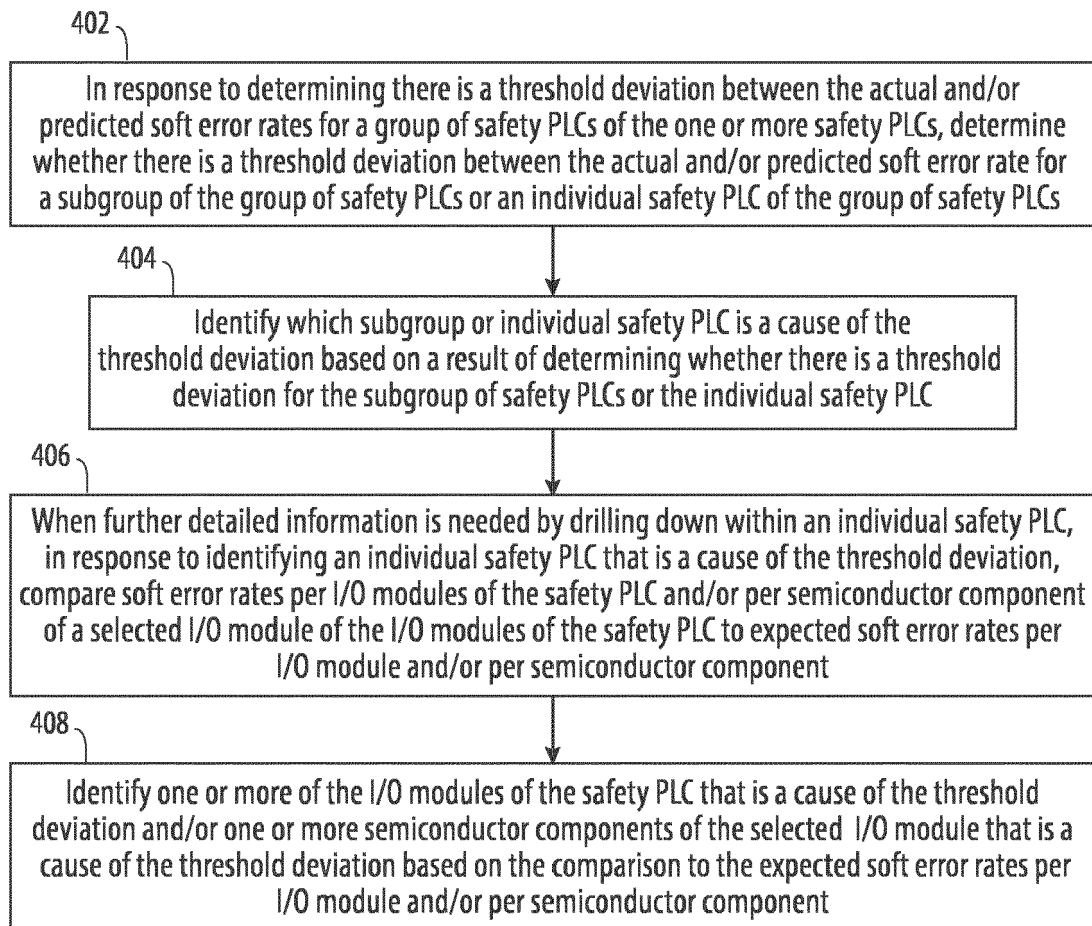 402
In response to determining there is a threshold deviation between the actual and/or
predicted soft error rates for a group of safety PLCs of the one or more safety PLCs, determine
whether there is a threshold deviation between the actual and/or predicted soft error rate for
a subgroup of the group of safety PLCs or an individual safety PLC of the group of safety PLCs
404
Identify which subgroup or individual safety PLC is a cause of the
threshold deviation based on a result of determining whether there is a threshold
deviation for the subgroup of safety PLCs or the individual safety PLC
406
When further detailed information is needed by drilling down within an individual safety PLC,
in response to identifying an individual safety PLC that is a cause of the threshold deviation,
compare soft error rates per I/O modules of the safety PLC and/or per semiconductor component
of a selected I/O module of the I/O modules of the safety PLC to expected soft error rates per
I/O module and/or per semiconductor component
408
Identify one or more of the I/O modules of the safety PLC that is a cause of the threshold
deviation and/or one or more semiconductor components of the selected I/O module that is a
cause of the threshold deviation based on the comparison to the expected soft error rates per
I/O module and/or per semiconductor component